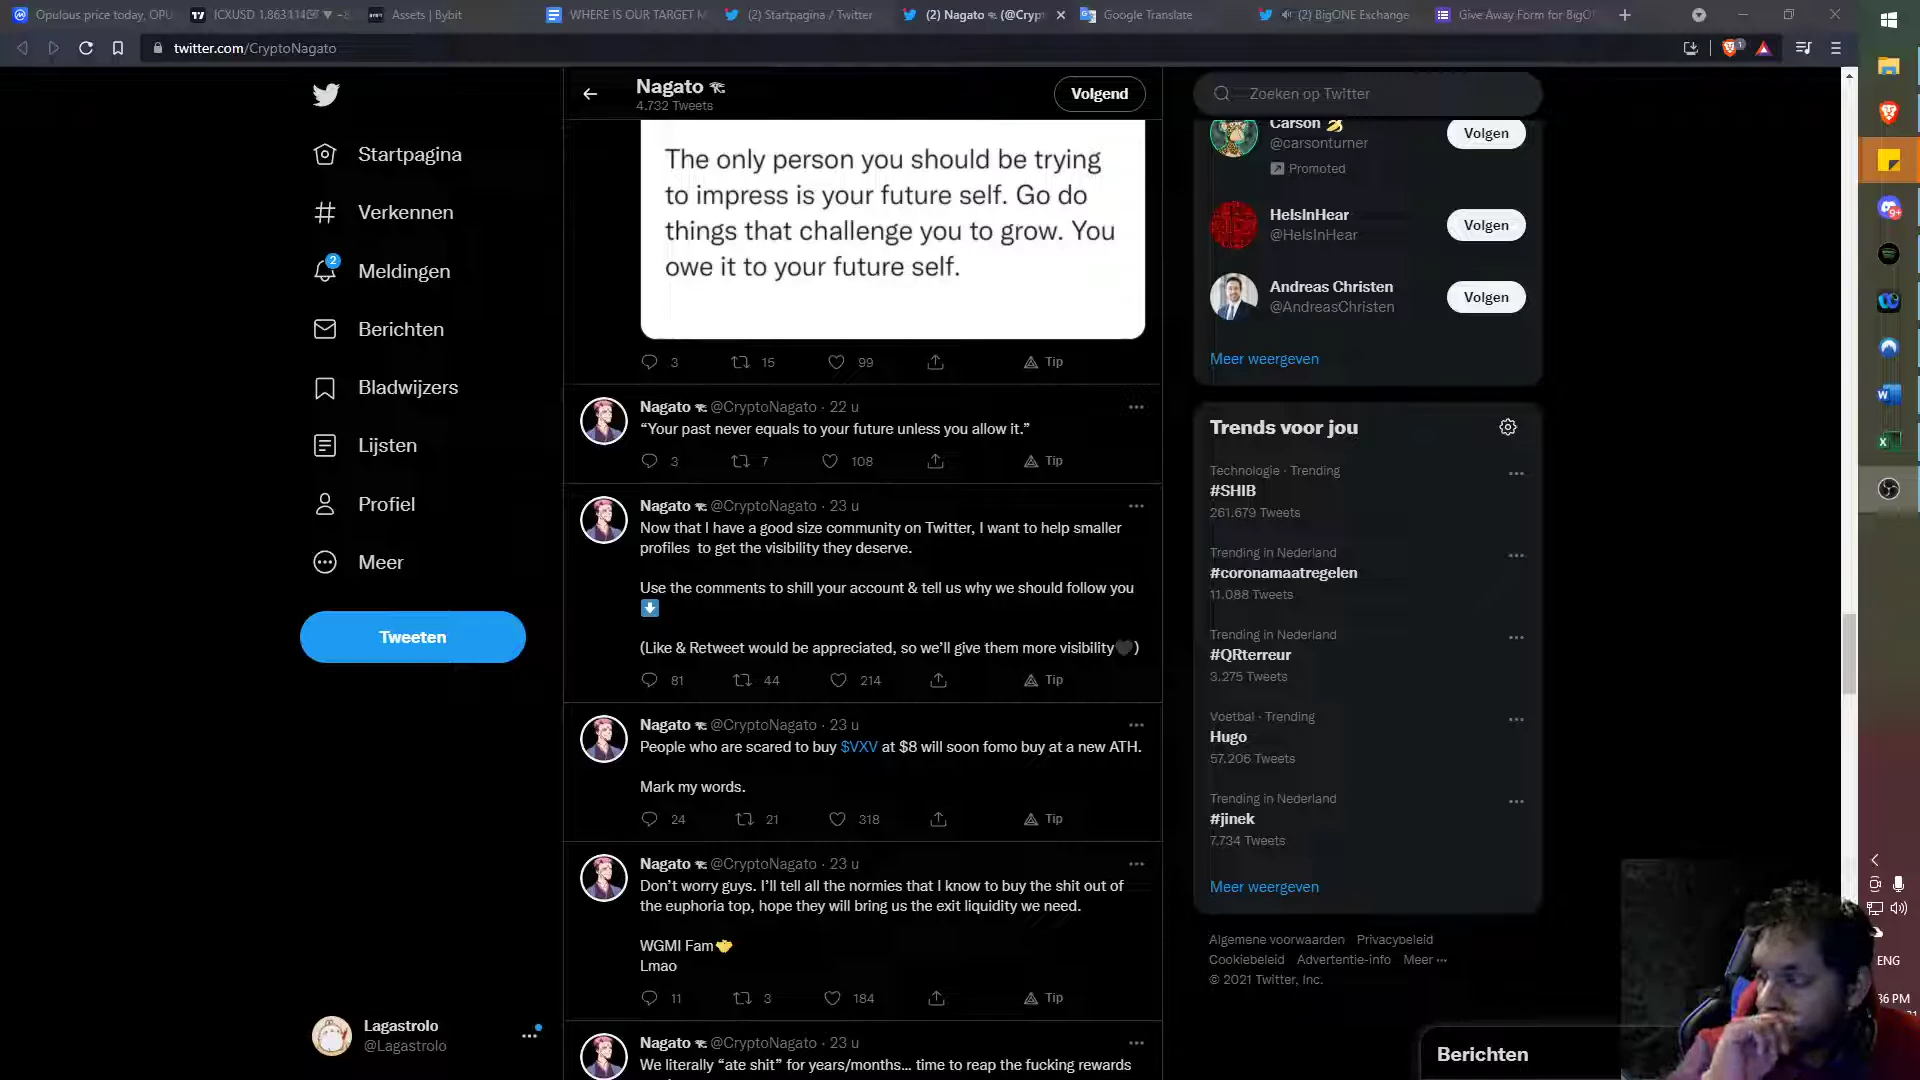 Opulous price today, OPU
ICXUSD 1.863
Assets | Bybit
WHERE IS OUR TARGET M
(2) Startpagina / Twitter
(2) Nagato (@Crypt
Google Translate
(2) BigONE Exchange
Give Away Form for BigO
twitter.com/CryptoNagato
Startpagina
Verkennen
2
Meldingen
Berichten
Bladwijzers
Lijsten
Profiel
Meer
Tweeten
Lagastrolo
@Lagastrolo
Nagato
4.732 Tweets
Volgend
The only person you should be trying
to impress is your future self. Go do
things that challenge you to grow. You
owe it to your future self.
3 15 99 Tip
Nagato @CryptoNagato · 22 u
“Your past never equals to your future unless you allow it.”
3 7 108 Tip
Nagato @CryptoNagato · 23 u
Now that I have a good size community on Twitter, I want to help smaller
profiles to get the visibility they deserve.
Use the comments to shill your account & tell us why we should follow you
⬇️
(Like & Retweet would be appreciated, so we’ll give them more visibility🖤)
81 44 214 Tip
Nagato @CryptoNagato · 23 u
People who are scared to buy $VXV at $8 will soon fomo buy at a new ATH.
Mark my words.
24 21 318 Tip
Nagato @CryptoNagato · 23 u
Don’t worry guys. I’ll tell all the normies that I know to buy the shit out of
the euphoria top, hope they will bring us the exit liquidity we need.
WGMI Fam🤝
Lmao
11 3 184 Tip
Nagato @CryptoNagato · 23 u
We literally “ate shit” for years/months... time to reap the fucking rewards
Zoeken op Twitter
Carson 🍌
@carsonturner
Promoted
Volgen
HelsInHear
@HelsInHear
Volgen
Andreas Christen
@AndreasChristen
Volgen
Meer weergeven
Trends voor jou
Technologie · Trending
#SHIB
261.679 Tweets
Trending in Nederland
#coronamaatregelen
11.088 Tweets
Trending in Nederland
#QRterreur
3.275 Tweets
Voetbal · Trending
Hugo
57.206 Tweets
Trending in Nederland
#jinek
7.734 Tweets
Meer weergeven
Algemene voorwaarden Privacybeleid
Cookiebeleid Advertentie-info Meer ···
© 2021 Twitter, Inc.
Berichten
9+
ENG
36 PM